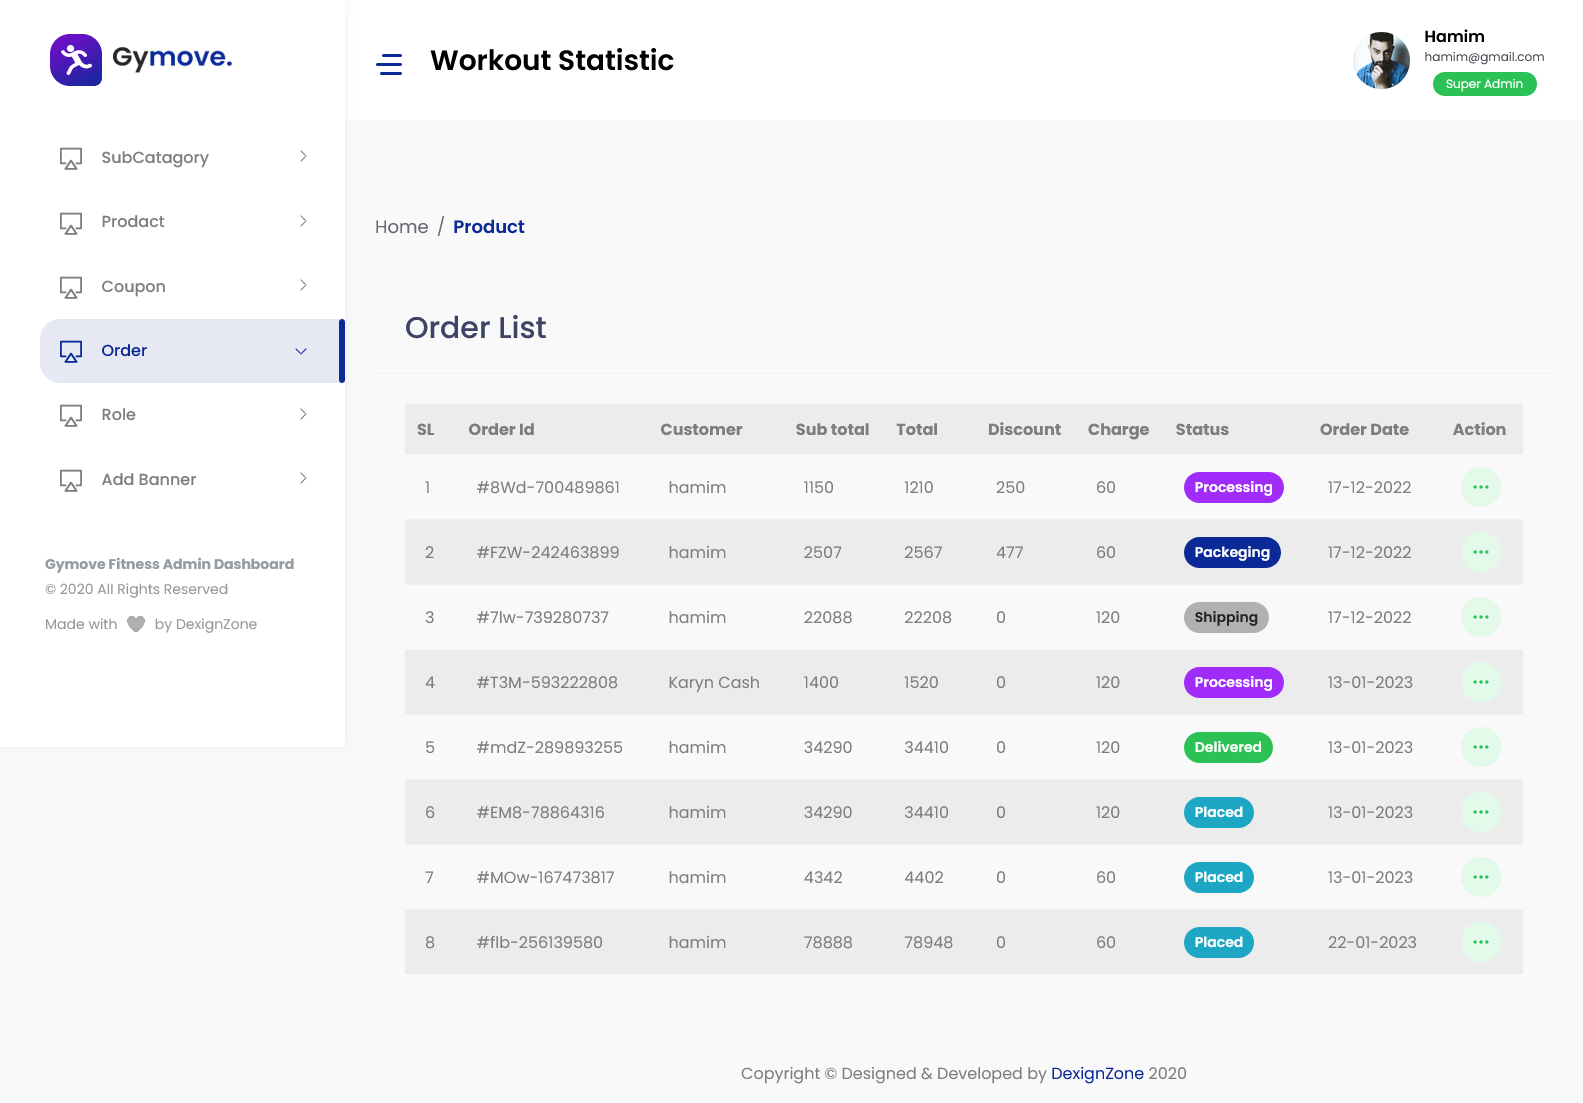 Gymove.
Workout Statistic
Hamim
hamim@gmail.com
Super Admin
SubCatagory
Prodact
Coupon
Order
Role
Add Banner
Gymove Fitness Admin Dashboard
© 2020 All Rights Reserved
Made with by DexignZone
Home / Product
Order List
SL Order Id Customer Sub total Total Discount Charge Status Order Date Action
1 #8Wd-700489861 hamim 1150 1210 250 60 Processing 17-12-2022
2 #FZW-242463899 hamim 2507 2567 477 60 Packeging 17-12-2022
3 #7lw-739280737 hamim 22088 22208 0 120 Shipping 17-12-2022
4 #T3M-593222808 Karyn Cash 1400 1520 0 120 Processing 13-01-2023
5 #mdZ-289893255 hamim 34290 34410 0 120 Delivered 13-01-2023
6 #EM8-78864316 hamim 34290 34410 0 120 Placed 13-01-2023
7 #MOw-167473817 hamim 4342 4402 0 60 Placed 13-01-2023
8 #flb-256139580 hamim 78888 78948 0 60 Placed 22-01-2023
Copyright © Designed & Developed by DexignZone 2020